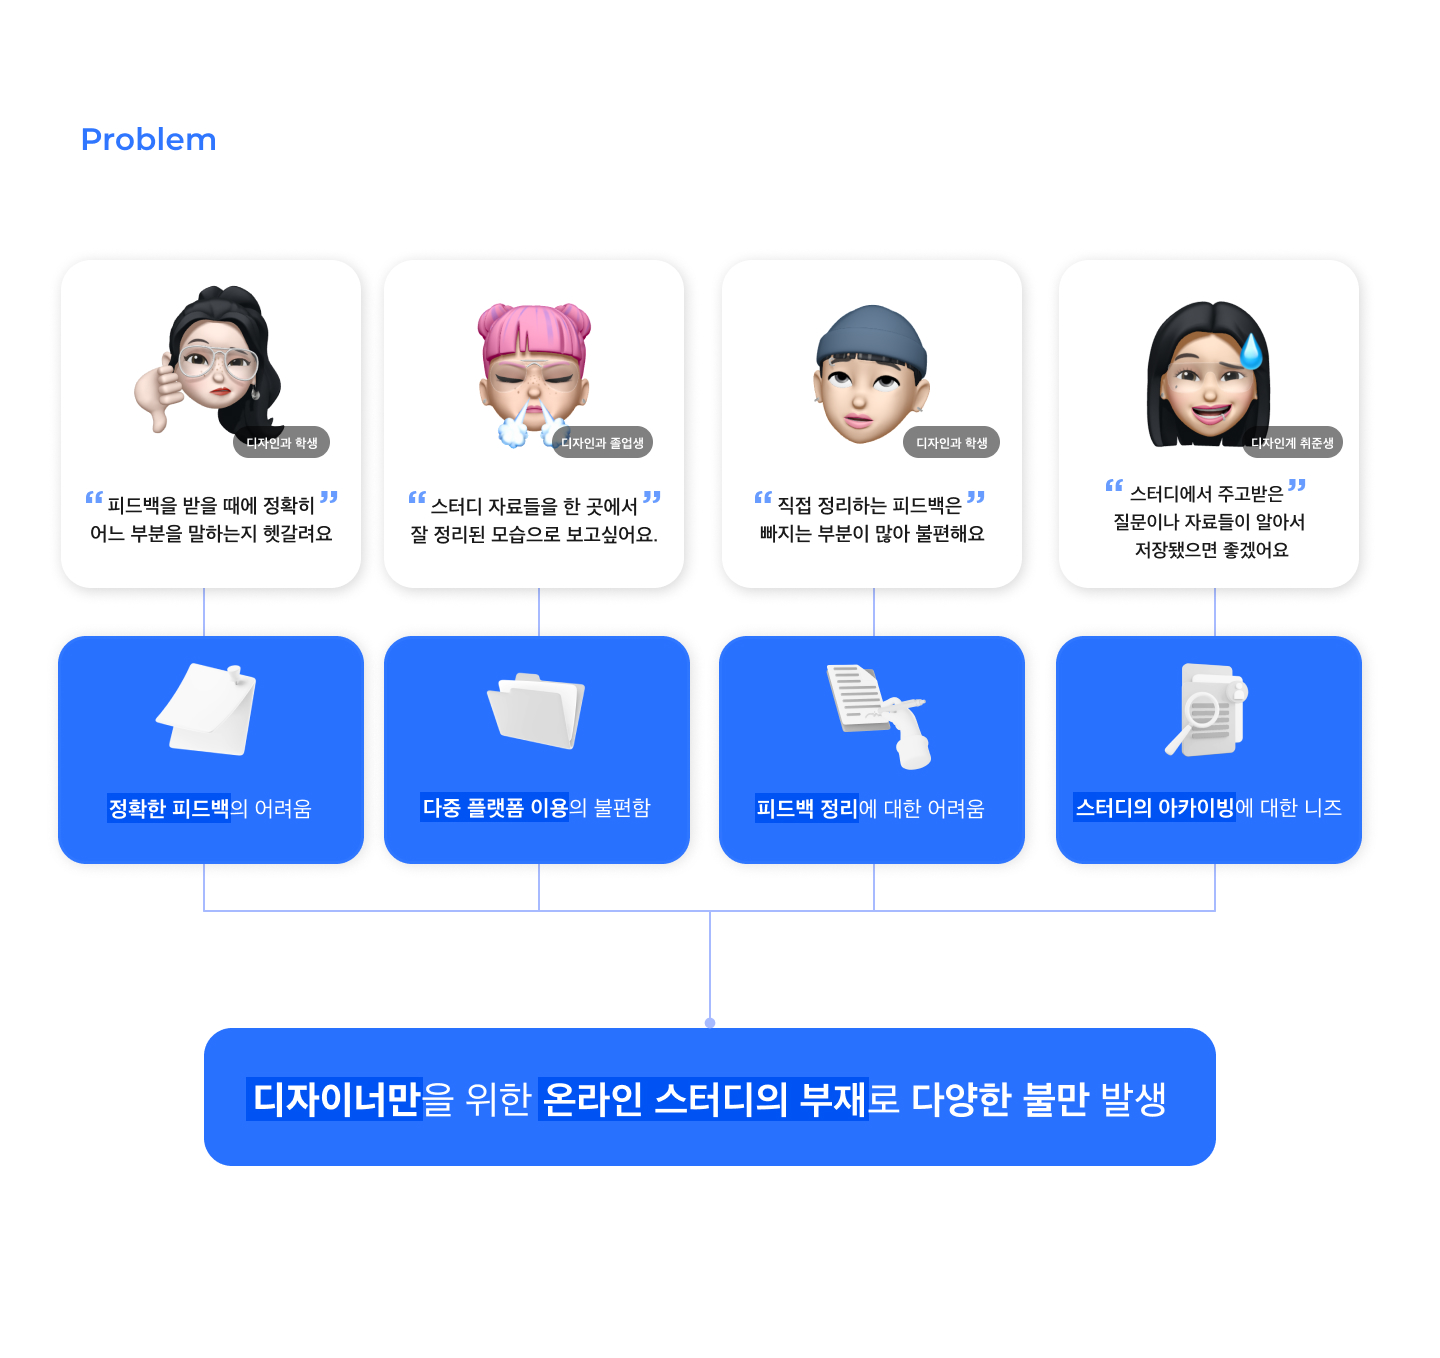 Problem
디자인과 학생
“ 피드백을 받을 때에 정확히 ”
어느 부분을 말하는지 헷갈려요
디자인과 졸업생
“ 스터디 자료들을 한 곳에서 ”
잘 정리된 모습으로 보고싶어요.
디자인과 학생
“ 직접 정리하는 피드백은 ”
빠지는 부분이 많아 불편해요
디자인계 취준생
“ 스터디에서 주고받은 ”
질문이나 자료들이 알아서
저장됐으면 좋겠어요
정확한 피드백의 어려움
다중 플랫폼 이용의 불편함
피드백 정리에 대한 어려움
스터디의 아카이빙에 대한 니즈
디자이너만을 위한 온라인 스터디의 부재로 다양한 불만 발생